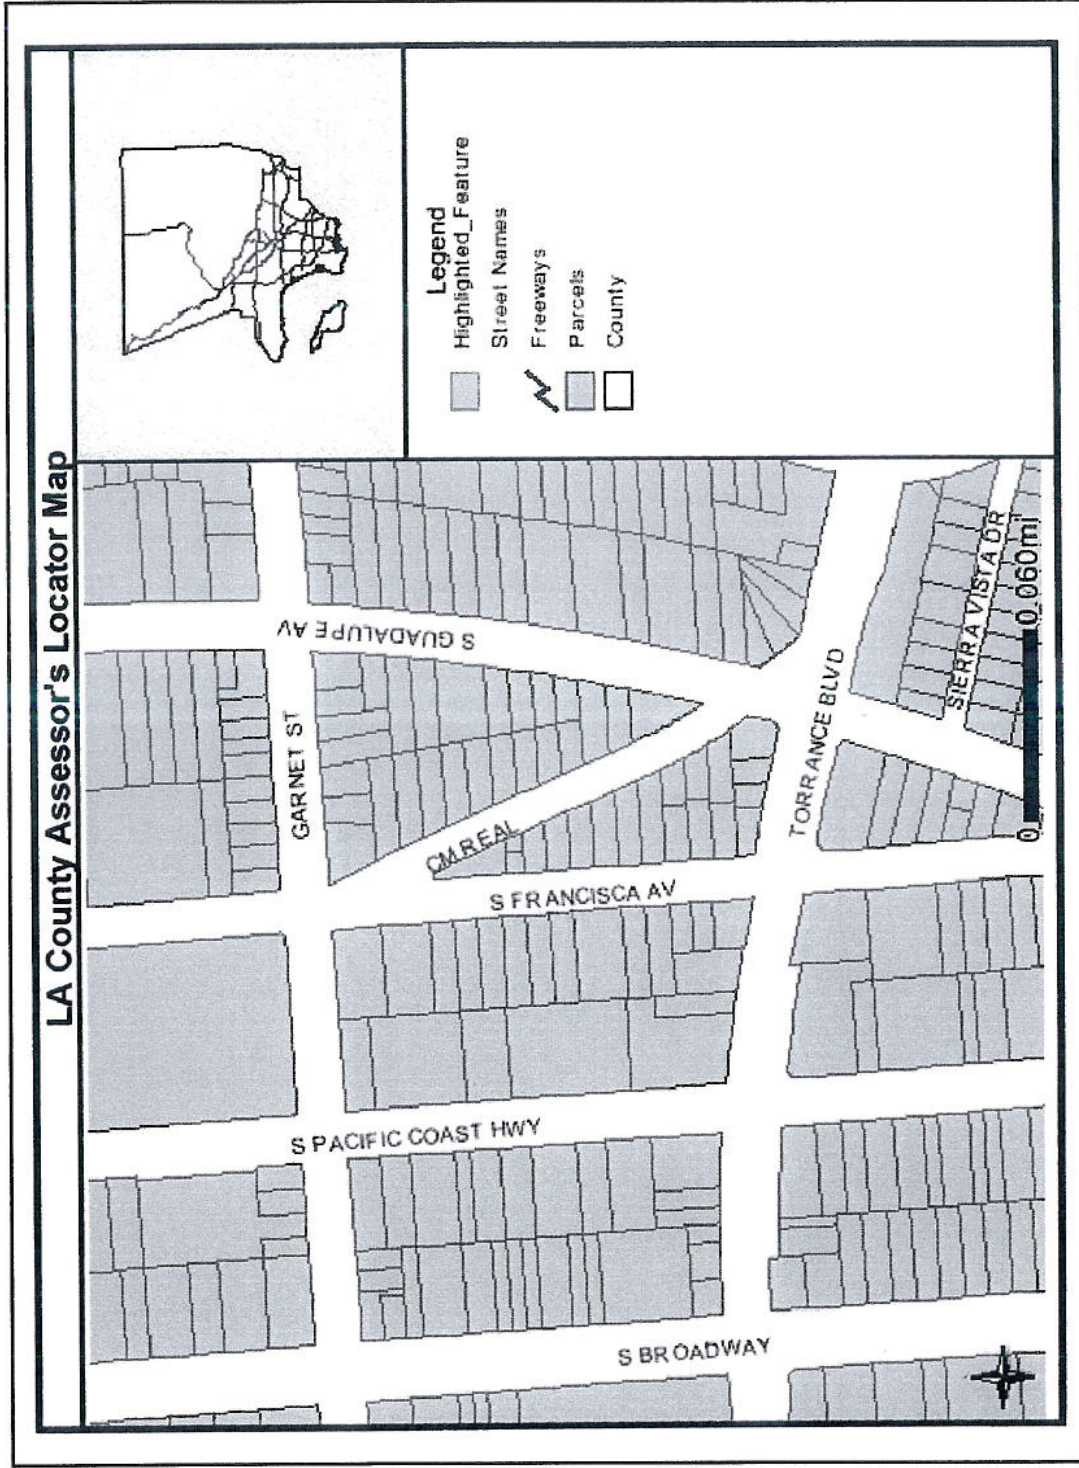 LA County Assessor's Locator Map
GARNET ST
S GUADALUPE AV
CM REAL
S FRANCISCA AV
TORRANCE BLVD
SIERRA VISTA DR
S PACIFIC COAST HWY
S BROADWAY
0
0.060mi
Legend
Highlighted_Feature
Street Names
Freeways
Parcels
County